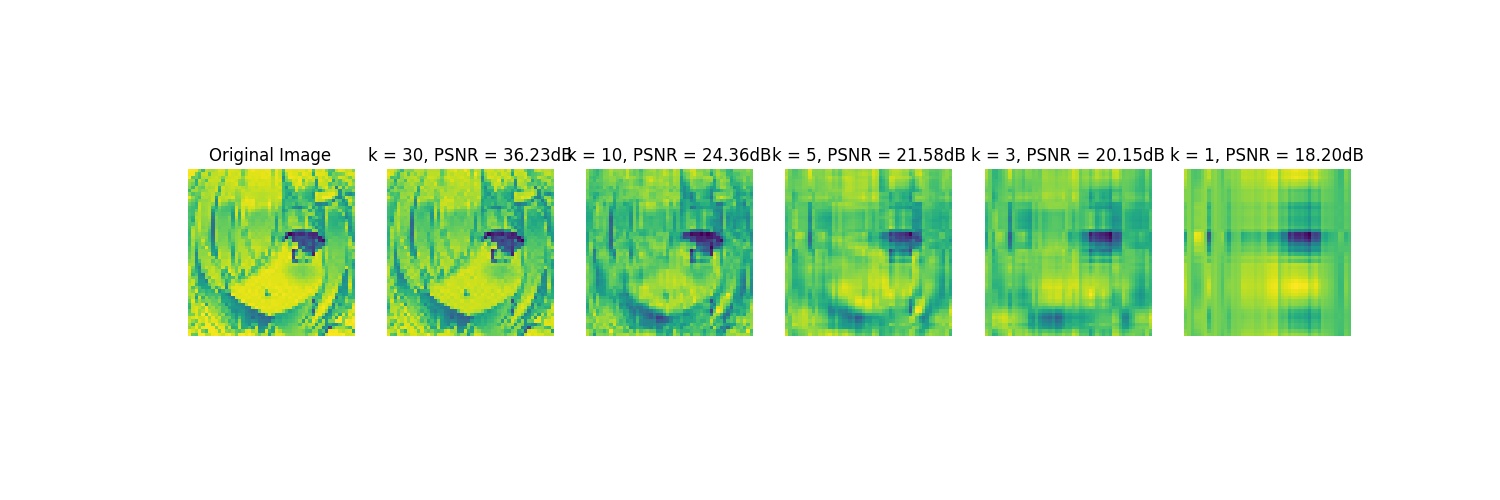 Original Image
k = 30, PSNR = 36.23dB
k = 10, PSNR = 24.36dB
k = 5, PSNR = 21.58dB
k = 3, PSNR = 20.15dB
k = 1, PSNR = 18.20dB